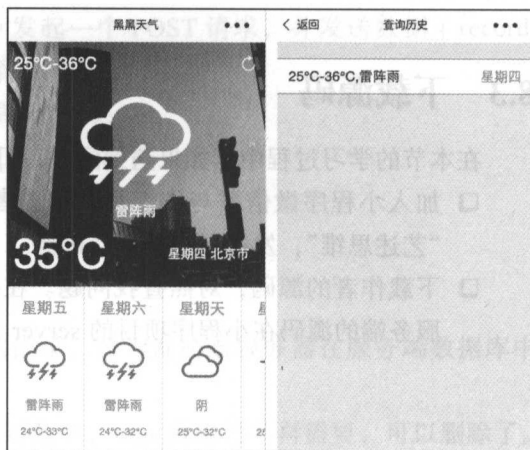 黑黑天气
25°C-36°C
雷阵雨
35°C
星期四 北京市
星期五 星期六 星期天
雷阵雨 雷阵雨 阴
24°C-33°C 24°C-32°C 25°C-32°C
返回 查询历史
25°C-36°C,雷阵雨 星期四